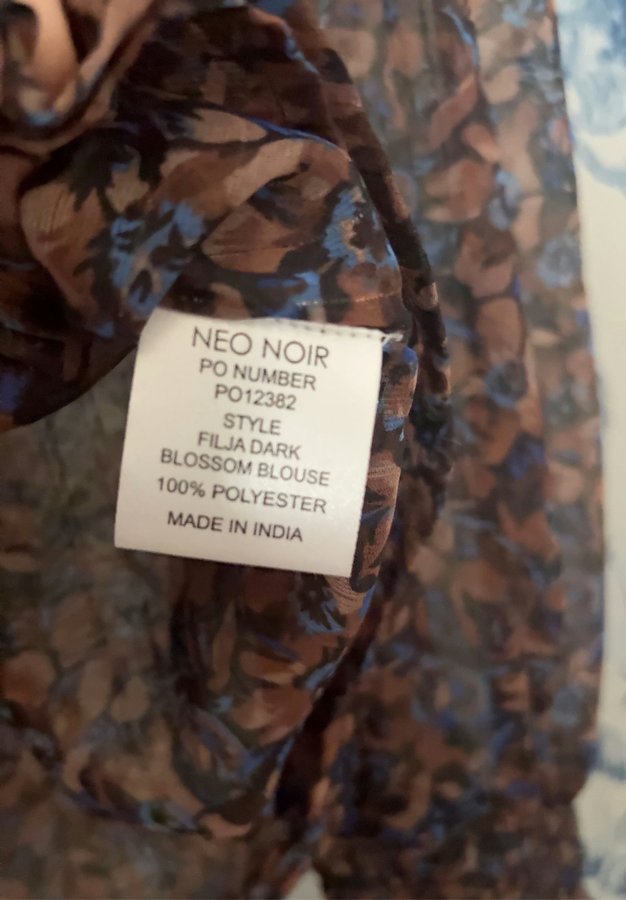 NEO NOIR
PO NUMBER
PO12382
STYLE
FILJA DARK
BLOSSOM BLOUSE
100% POLYESTER
MADE IN INDIA